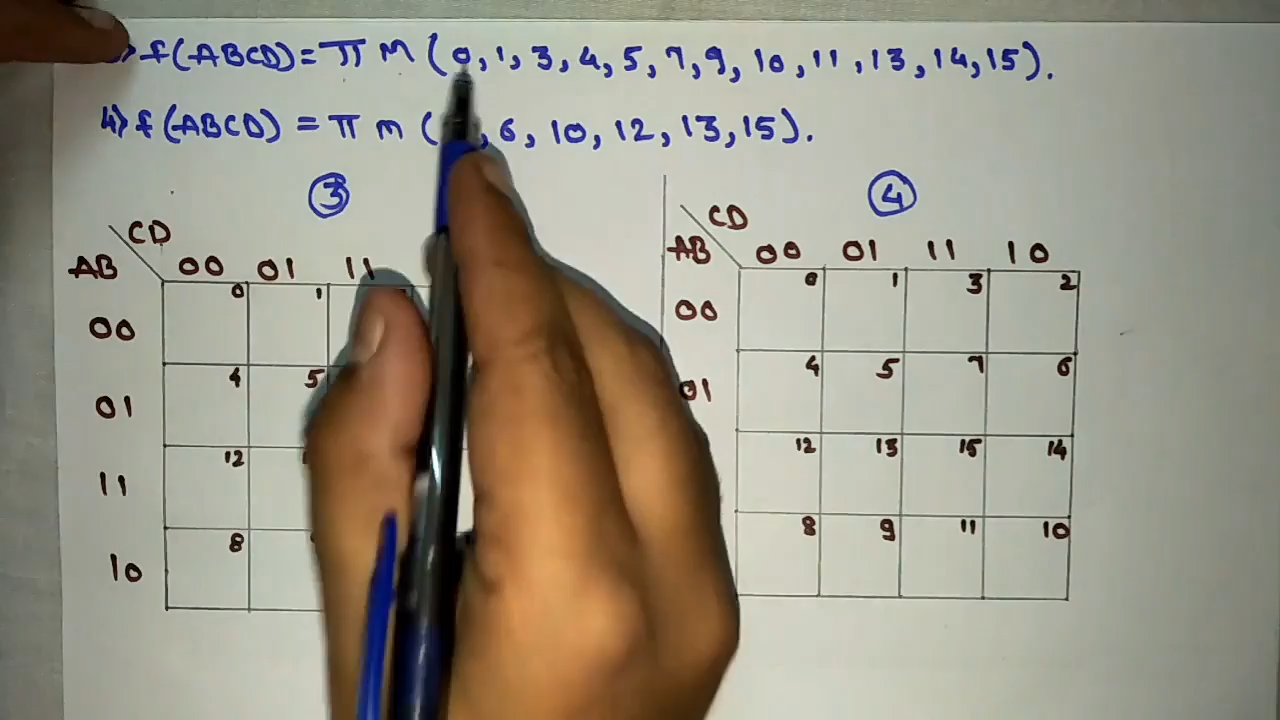 > f(ABCD) = π M (0, 1, 3, 4, 5, 7, 9, 10, 11, 13, 14, 15).
4> f(ABCD) = π M ( , 6, 10, 12, 13, 15).
3
4
CD
AB
00 01 11
0 1
00
4 5
01
12
11
8
10
CD
AB
00 01 11 10
0 1 3 2
00
4 5 7 6
01
12 13 15 14
8 9 11 10